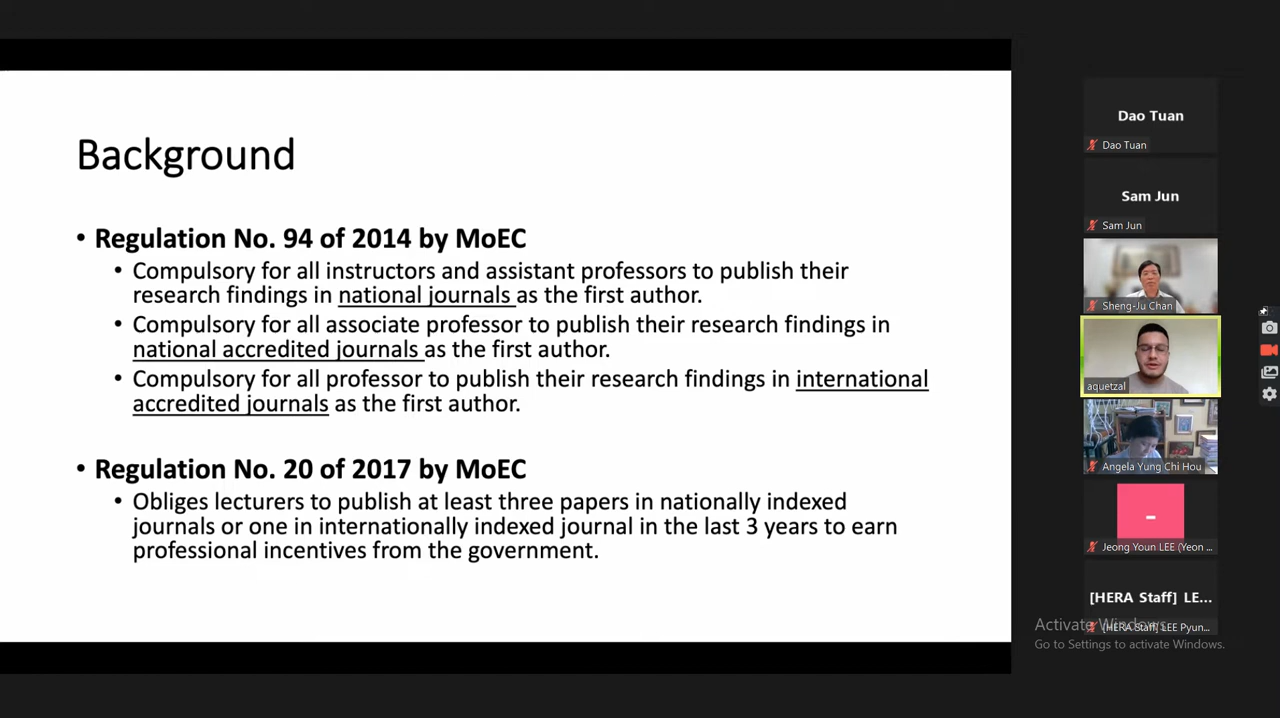 Background
• Regulation No. 94 of 2014 by MoEC
• Compulsory for all instructors and assistant professors to publish their
research findings in national journals as the first author.
• Compulsory for all associate professor to publish their research findings in
national accredited journals as the first author.
• Compulsory for all professor to publish their research findings in international
accredited journals as the first author.
• Regulation No. 20 of 2017 by MoEC
• Obliges lecturers to publish at least three papers in nationally indexed
journals or one in internationally indexed journal in the last 3 years to earn
professional incentives from the government.
Dao Tuan
Dao Tuan
Sam Jun
Sam Jun
Sheng-Ju Chan
aquetzal
Angela Yung Chi Hou
-
Jeong Youn LEE (Yeon ...
[HERA Staff] LE...
[HERA Staff] LEE Pyun...
Activate Windows
Go to Settings to activate Windows.